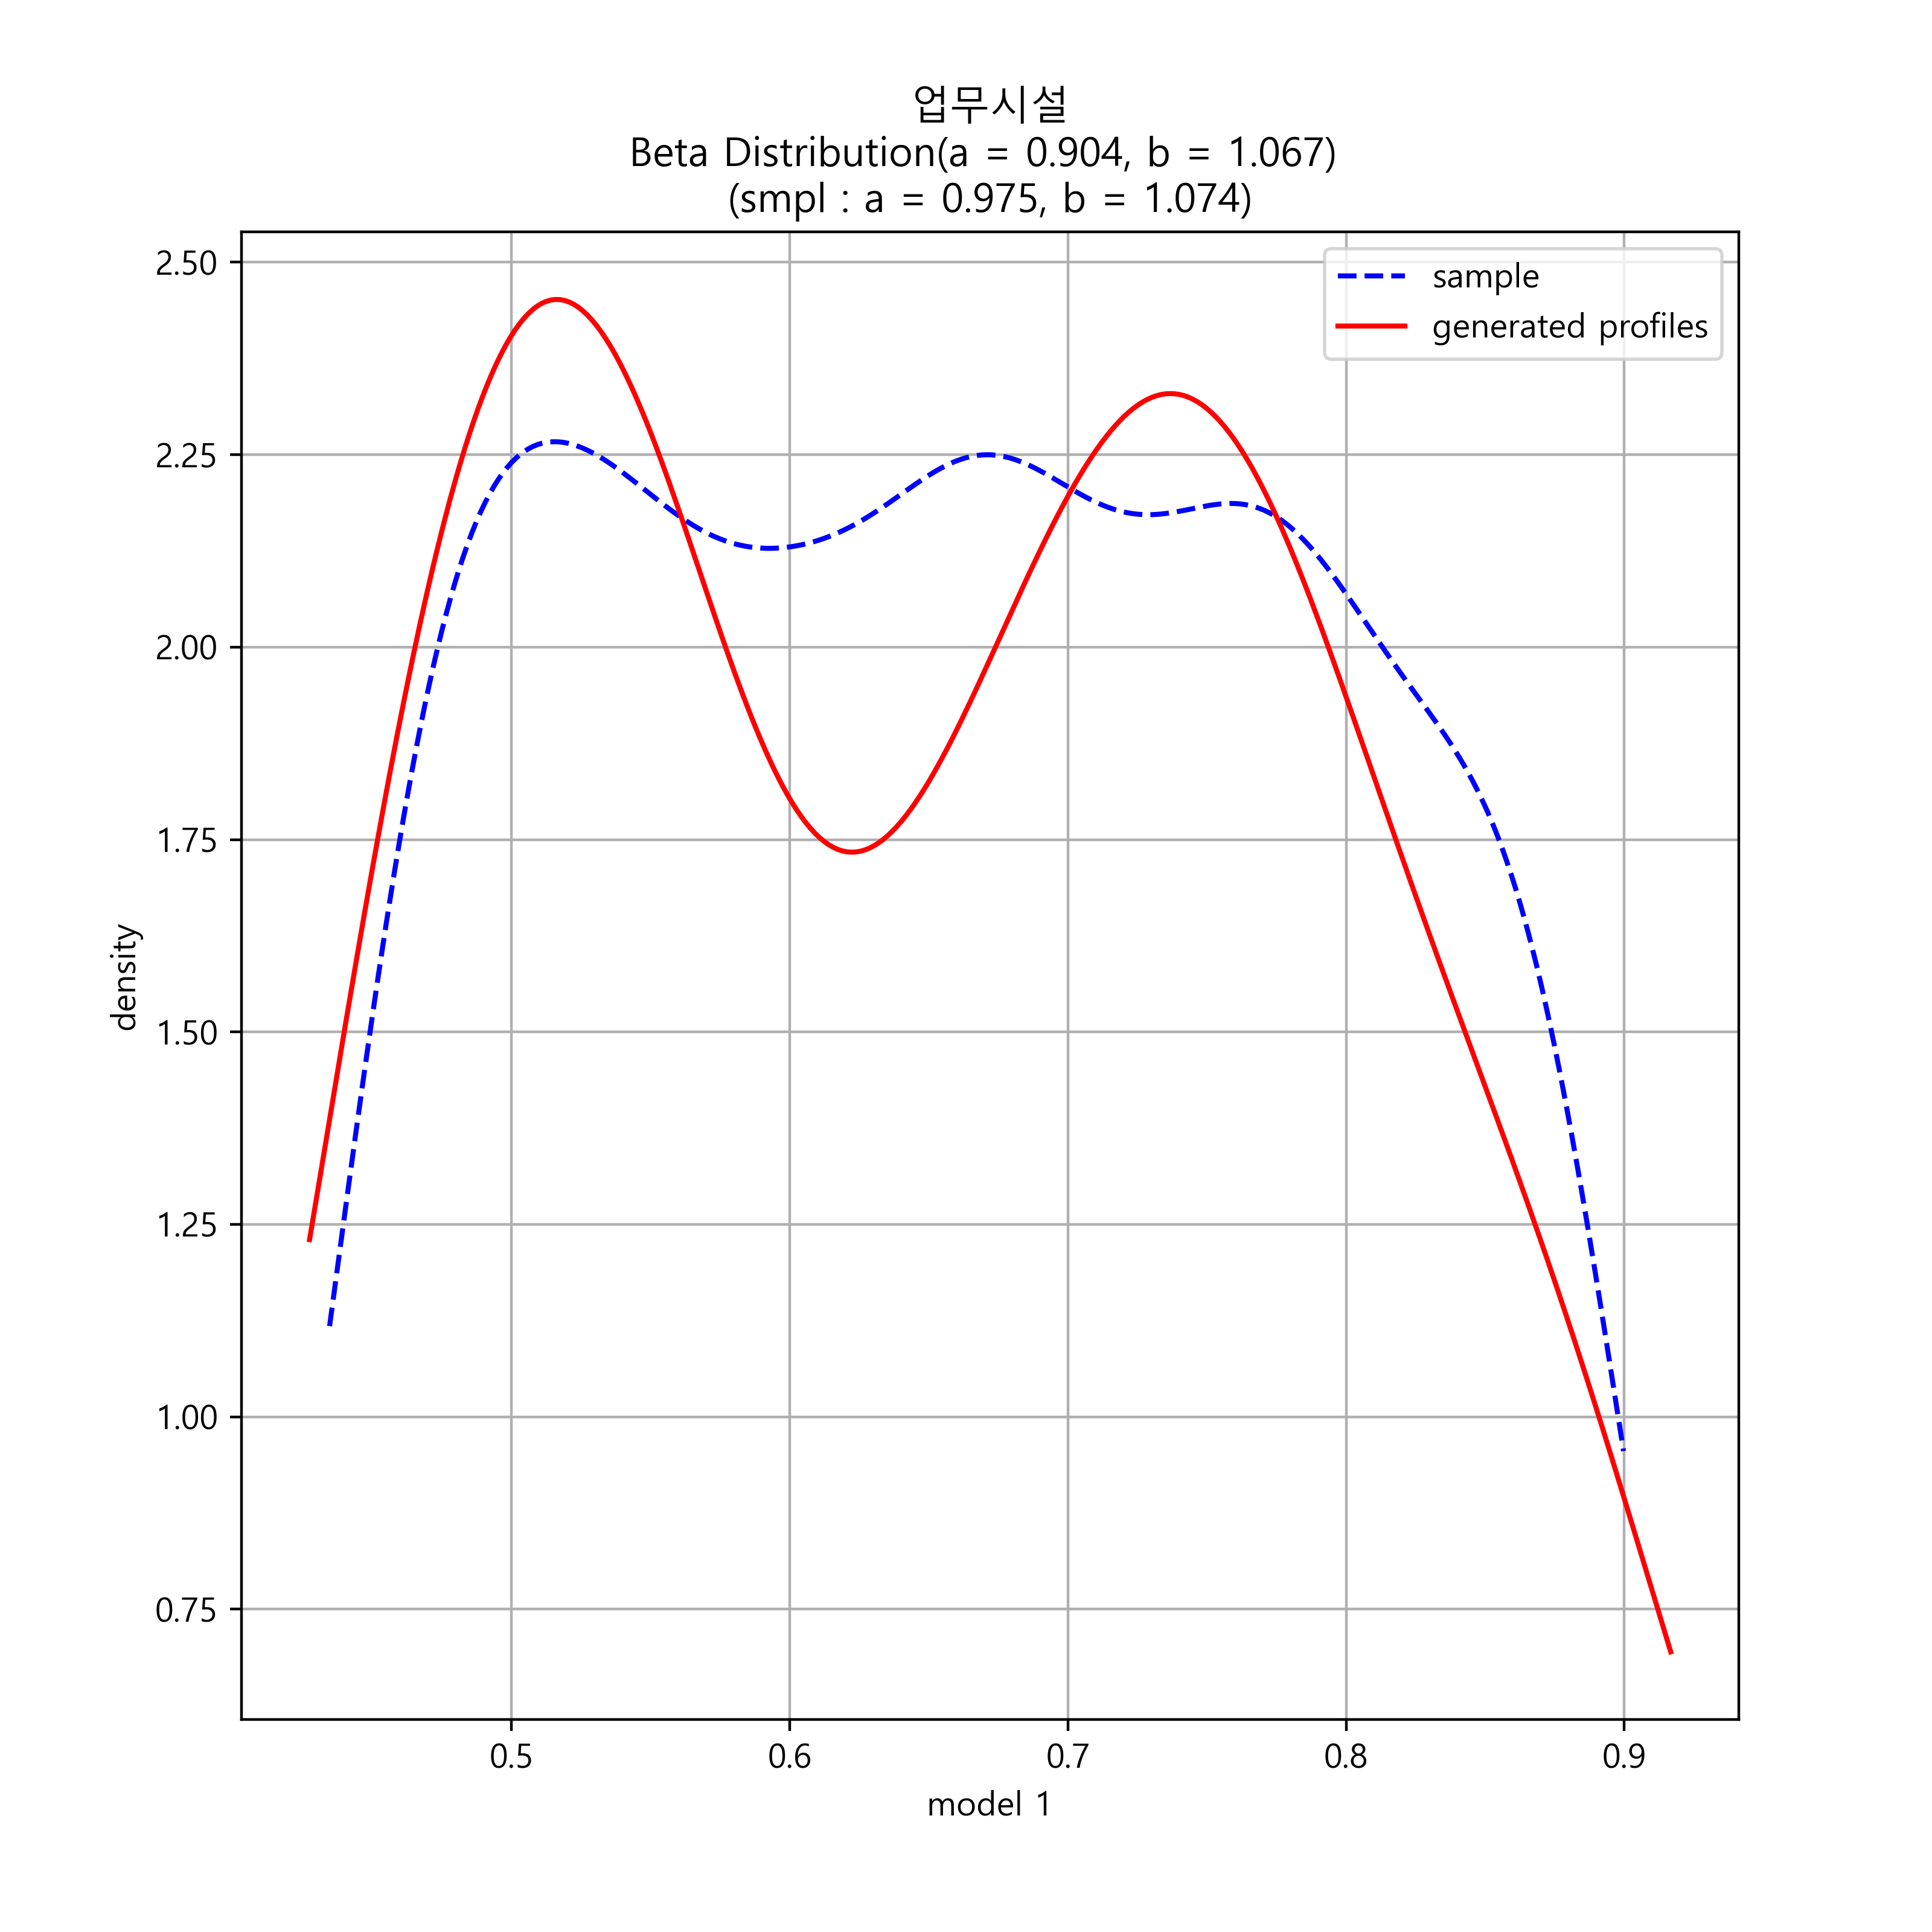 업무시설
Beta Distribution(a = 0.904, b = 1.067)
(smpl : a = 0.975, b = 1.074)
sample
generated profiles
density
2.50
2.25
2.00
1.75
1.50
1.25
1.00
0.75
0.5 0.6 0.7 0.8 0.9
model 1